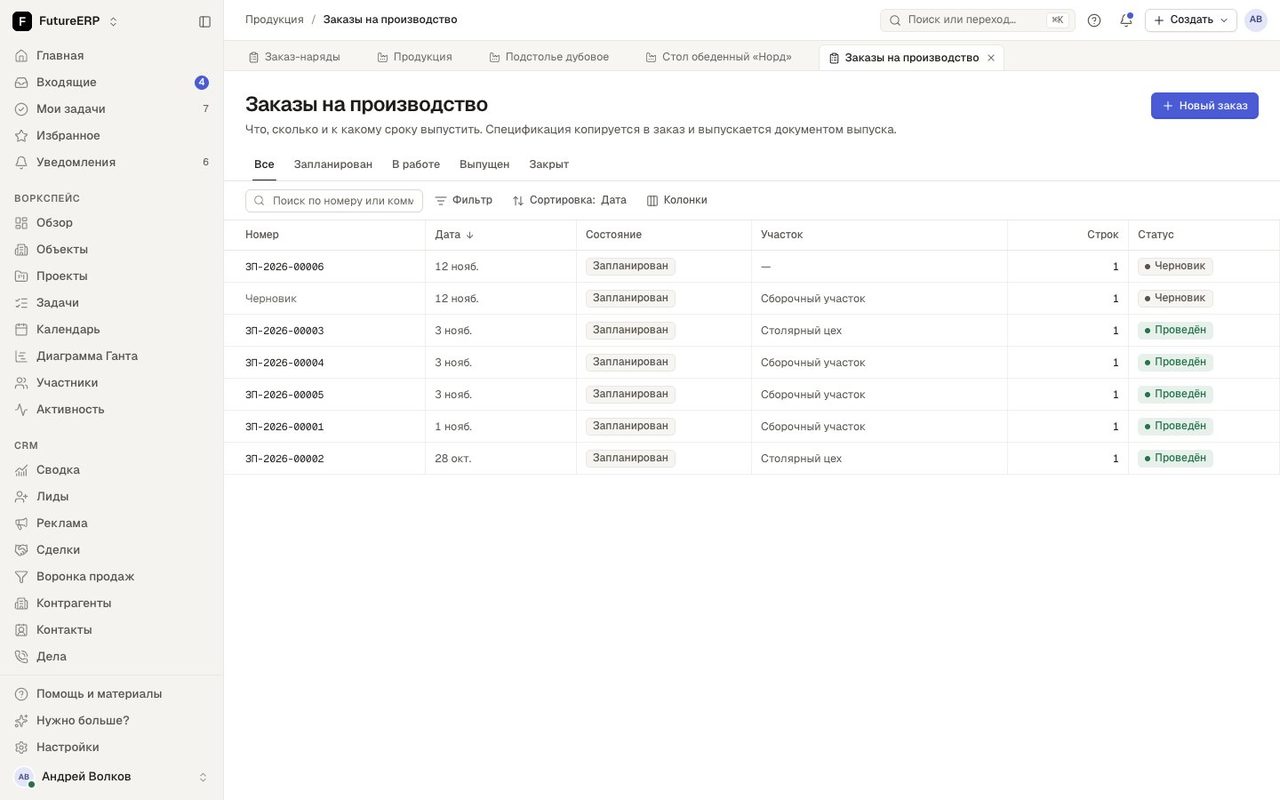 F FutureERP
Главная
Входящие 4
Мои задачи 7
Избранное
Уведомления 6
ВОРКСПЕЙС
Обзор
Объекты
Проекты
Задачи
Календарь
Диаграмма Ганта
Участники
Активность
CRM
Сводка
Лиды
Реклама
Сделки
Воронка продаж
Контрагенты
Контакты
Дела
Помощь и материалы
Нужно больше?
Настройки
АВ Андрей Волков
Продукция / Заказы на производство
Поиск или переход… ⌘K
Создать
АВ
Заказ-наряды
Продукция
Подстолье дубовое
Стол обеденный «Норд»
Заказы на производство ×
Заказы на производство
Новый заказ
Что, сколько и к какому сроку выпустить. Спецификация копируется в заказ и выпускается документом выпуска.
Все Запланирован В работе Выпущен Закрыт
Поиск по номеру или комм
Фильтр
Сортировка: Дата
Колонки
Номер Дата ↓ Состояние Участок Строк Статус
ЗП-2026-00006 12 нояб. Запланирован — 1 Черновик
Черновик 12 нояб. Запланирован Сборочный участок 1 Черновик
ЗП-2026-00003 3 нояб. Запланирован Столярный цех 1 Проведён
ЗП-2026-00004 3 нояб. Запланирован Сборочный участок 1 Проведён
ЗП-2026-00005 3 нояб. Запланирован Сборочный участок 1 Проведён
ЗП-2026-00001 1 нояб. Запланирован Сборочный участок 1 Проведён
ЗП-2026-00002 28 окт. Запланирован Столярный цех 1 Проведён